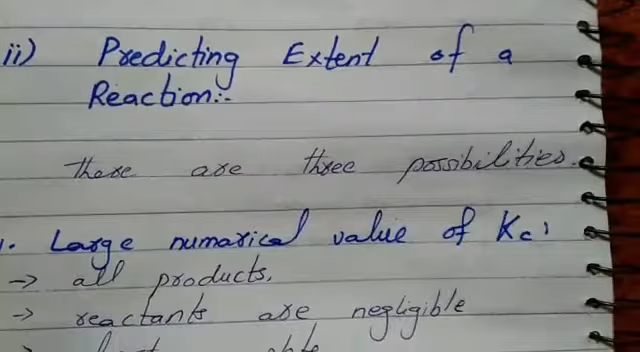 ii) Predicting Extent of a
Reaction:-
There are three possibilities.
1. Large numarical value of Kc:
→ all products.
→ reactants are negligible